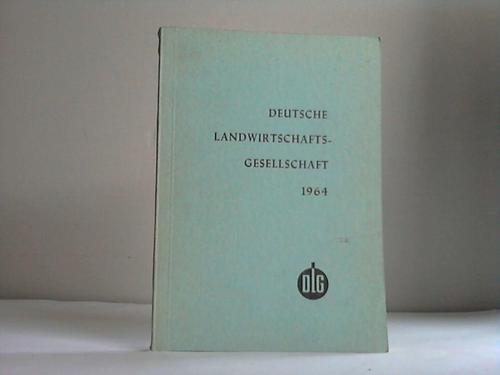 DEUTSCHE
LANDWIRTSCHAFTS-
GESELLSCHAFT
1964
DLG